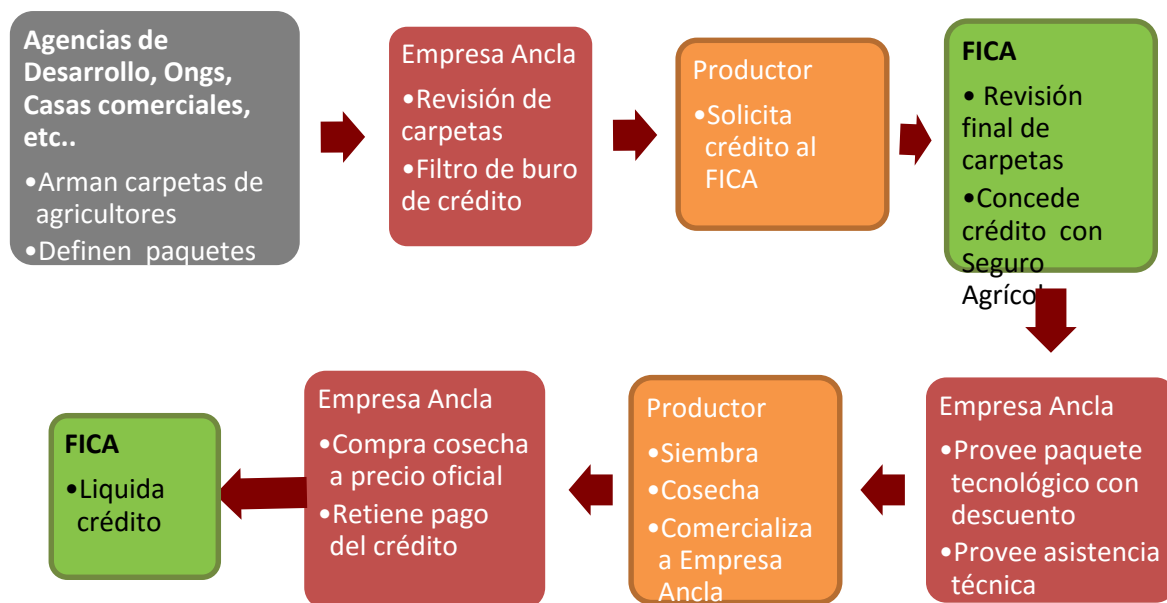 Agencias de
Desarrollo, Ongs,
Casas comerciales,
etc..
•Arman carpetas de
agricultores
•Definen paquetes
Empresa Ancla
•Revisión de
carpetas
•Filtro de buro
de crédito
Productor
•Solicita
crédito al
FICA
FICA
• Revisión
final de
carpetas
•Concede
crédito con
Seguro
Empresa Ancla
•Provee paquete
tecnológico con
descuento
•Provee asistencia
técnica
Productor
•Siembra
•Cosecha
•Comercializa
a Empresa
Ancla
Empresa Ancla
•Compra cosecha
a precio oficial
•Retiene pago
del crédito
FICA
•Liquida
crédito